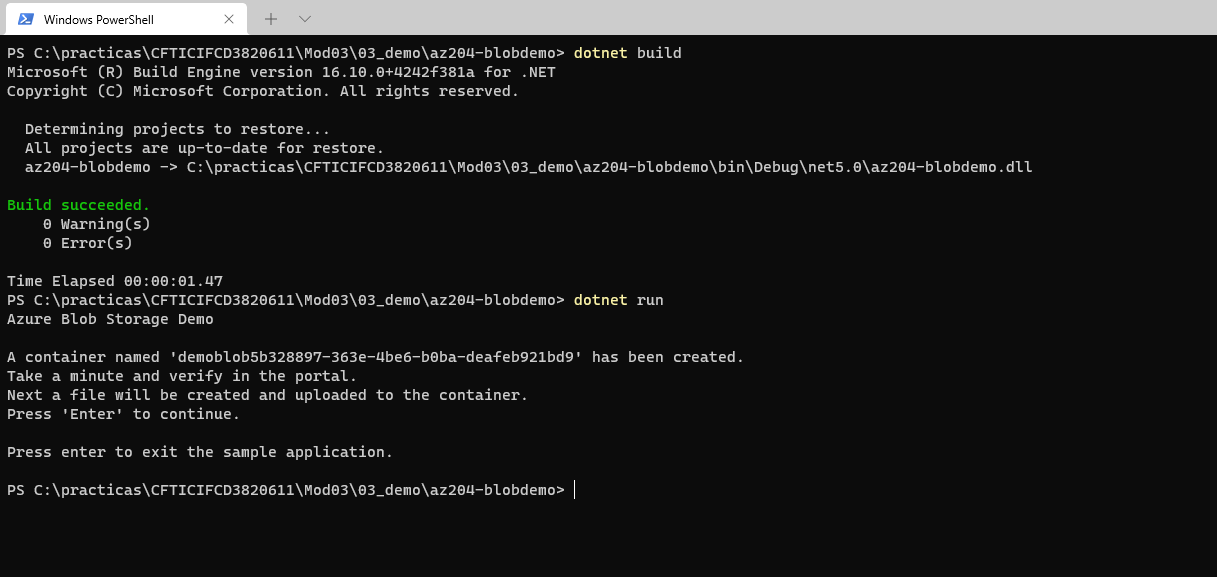 Windows PowerShell
PS C:\practicas\CFTICIFCD3820611\Mod03\03_demo\az204-blobdemo> dotnet build
Microsoft (R) Build Engine version 16.10.0+4242f381a for .NET
Copyright (C) Microsoft Corporation. All rights reserved.
Determining projects to restore...
All projects are up-to-date for restore.
az204-blobdemo -> C:\practicas\CFTICIFCD3820611\Mod03\03_demo\az204-blobdemo\bin\Debug\net5.0\az204-blobdemo.dll
Build succeeded.
0 Warning(s)
0 Error(s)
Time Elapsed 00:00:01.47
PS C:\practicas\CFTICIFCD3820611\Mod03\03_demo\az204-blobdemo> dotnet run
Azure Blob Storage Demo
A container named 'demoblob5b328897-363e-4be6-b0ba-deafeb921bd9' has been created.
Take a minute and verify in the portal.
Next a file will be created and uploaded to the container.
Press 'Enter' to continue.
Press enter to exit the sample application.
PS C:\practicas\CFTICIFCD3820611\Mod03\03_demo\az204-blobdemo>